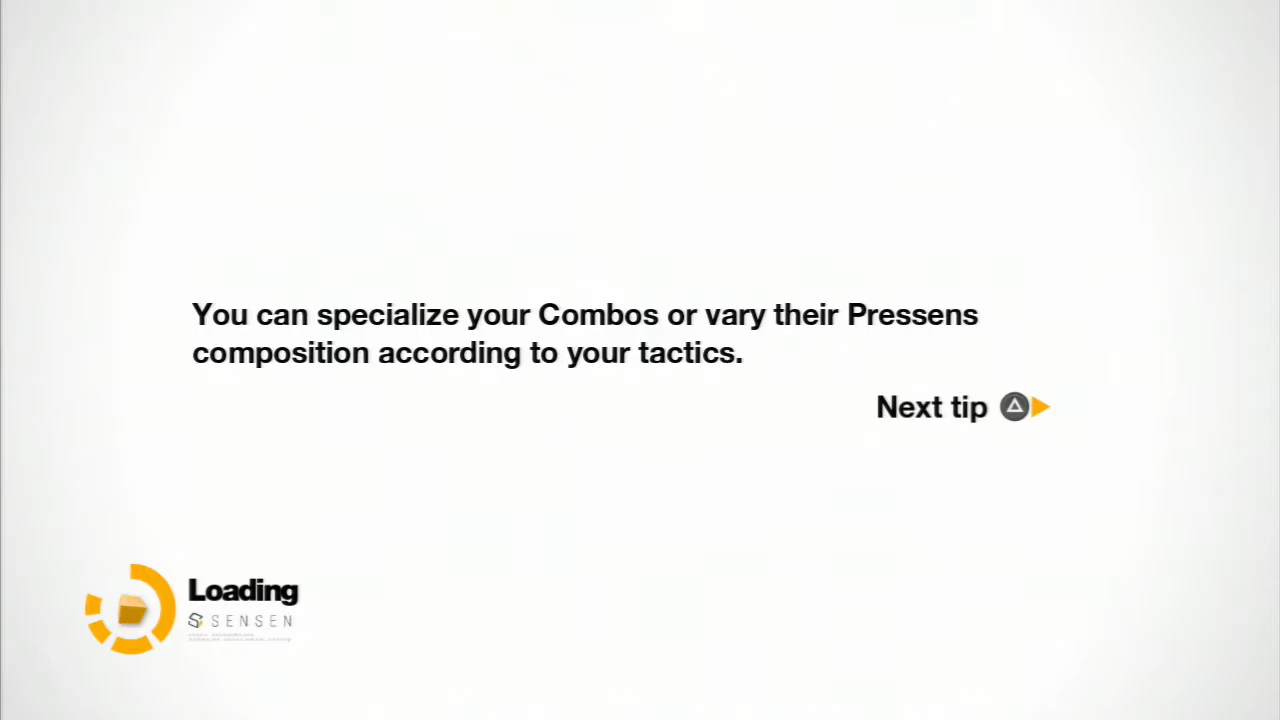 You can specialize your Combos or vary their Pressens
composition according to your tactics.
Next tip
Loading
SENSEN